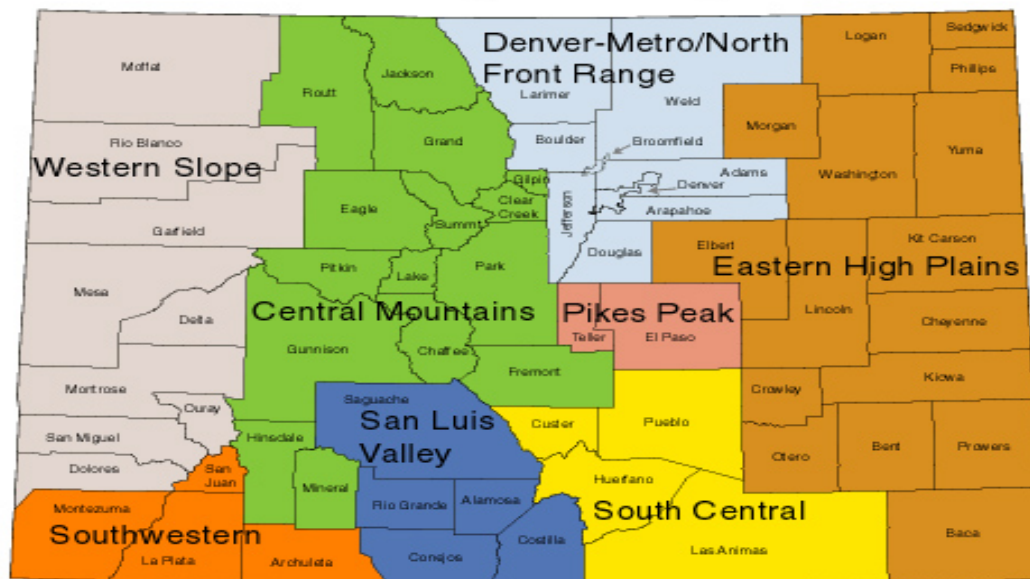 Moffat
Routt
Jackson
Denver-Metro/North
Front Range
Larimer
Weld
Logan
Sedgwick
Phillips
Rio Blanco
Western Slope
Grand
Boulder
Broomfield
Morgan
Yuma
Washington
Garfield
Eagle
Summit
Gilpin
Clear
Creek
Jefferson
Adams
Denver
Arapahoe
Douglas
Elbert
Kit Carson
Eastern High Plains
Mesa
Pitkin
Lake
Park
Delta
Central Mountains
Gunnison
Chaffee
Pikes Peak
Teller
El Paso
Lincoln
Cheyenne
Montrose
Ouray
San Miguel
Dolores
Fremont
Saguache
San Luis
Valley
Custer
Pueblo
Crowley
Kiowa
Otero
Bent
Prowers
Hinsdale
Mineral
San
Juan
Montezuma
Southwestern
La Plata
Archuleta
Rio Grande
Alamosa
Conejos
Costilla
Huerfano
South Central
Las Animas
Baca